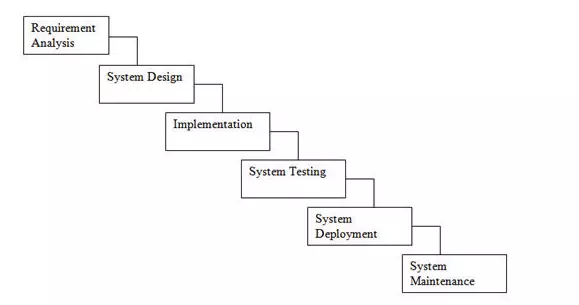 Requirement
Analysis
System Design
Implementation
System Testing
System
Deployment
System
Maintenance